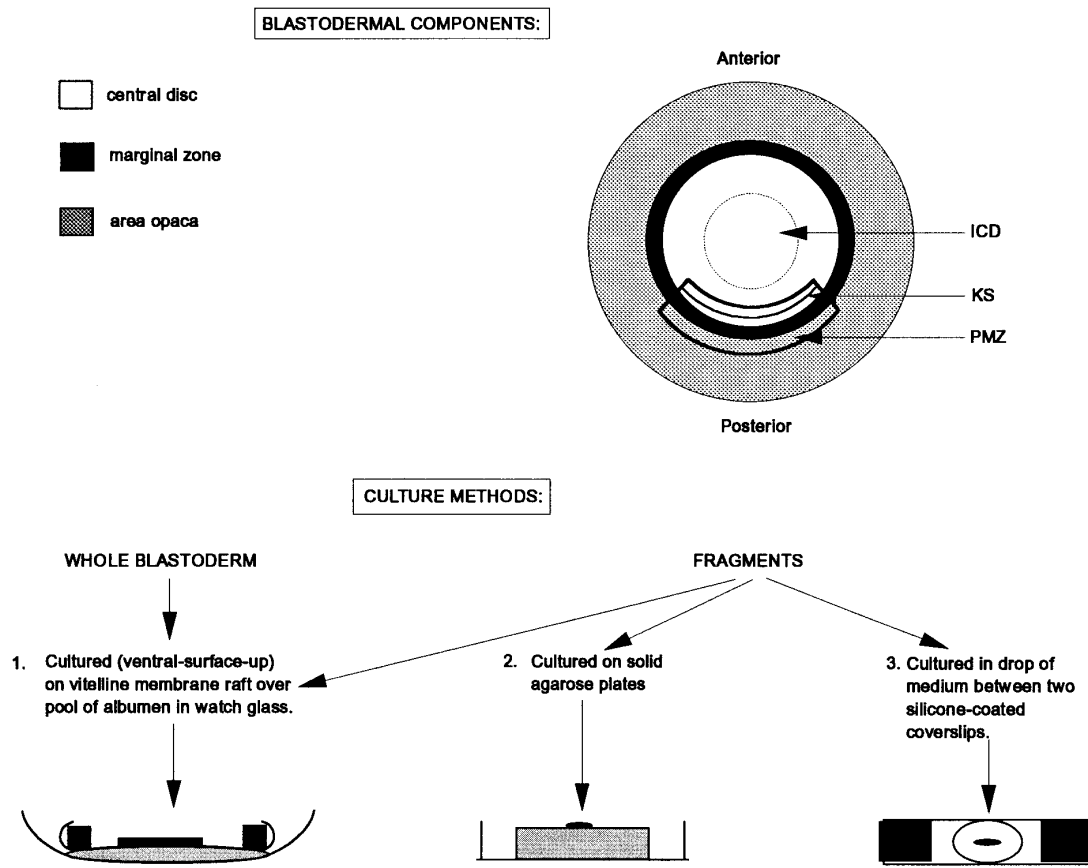 BLASTODERMAL COMPONENTS:
Anterior
central disc
marginal zone
area opaca
ICD
KS
PMZ
Posterior
CULTURE METHODS:
WHOLE BLASTODERM
FRAGMENTS
1. Cultured (ventral-surface-up)
on vitelline membrane raft over
pool of albumen in watch glass.
2. Cultured on solid
agarose plates
3. Cultured in drop of
medium between two
silicone-coated
coverslips.